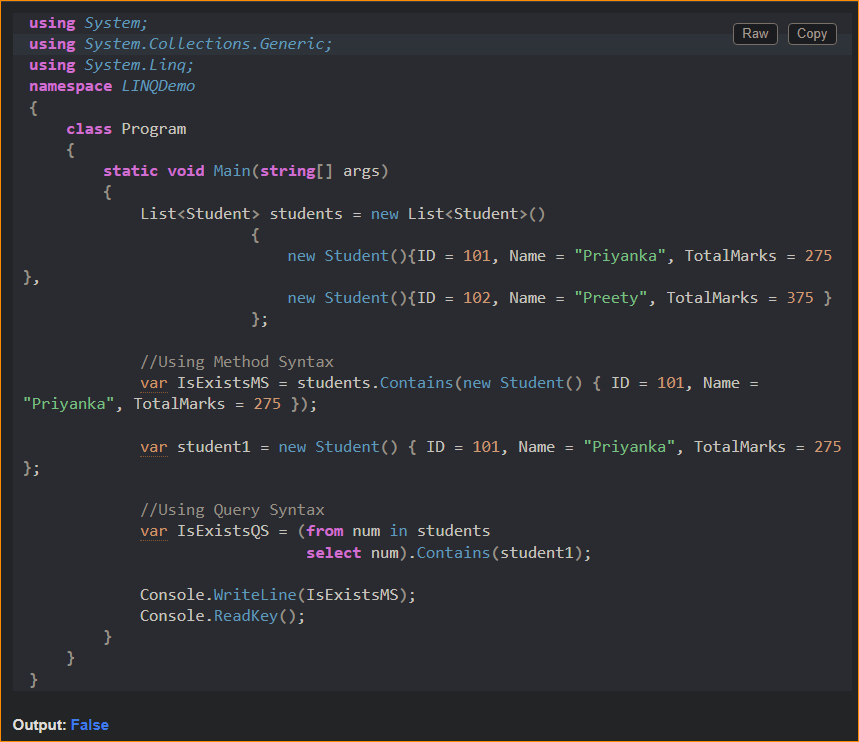 using System;
Raw Copy
using System.Collections.Generic;
using System.Linq;
namespace LINQDemo
{
    class Program
    {
        static void Main(string[] args)
        {
            List<Student> students = new List<Student>()
                        {
                            new Student(){ID = 101, Name = "Priyanka", TotalMarks = 275
},
                            new Student(){ID = 102, Name = "Preety", TotalMarks = 375 }
                        };

            //Using Method Syntax
            var IsExistsMS = students.Contains(new Student() { ID = 101, Name =
"Priyanka", TotalMarks = 275 });

            var student1 = new Student() { ID = 101, Name = "Priyanka", TotalMarks = 275
};

            //Using Query Syntax
            var IsExistsQS = (from num in students
                              select num).Contains(student1);

            Console.WriteLine(IsExistsMS);
            Console.ReadKey();
        }
    }
}
Output: False